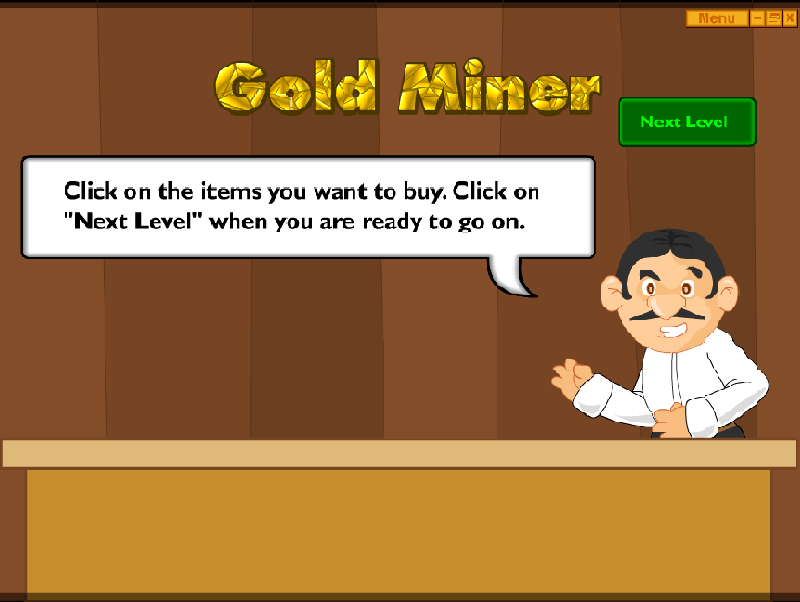 Menu
Gold Miner
Next Level
Click on the items you want to buy. Click on
"Next Level" when you are ready to go on.